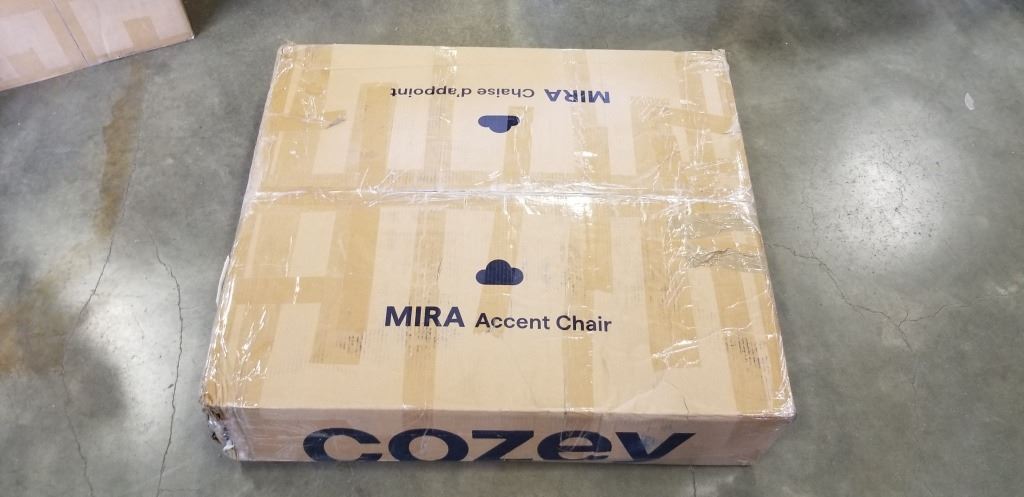 MIRA Chaise d'appoint
MIRA Accent Chair
cozey